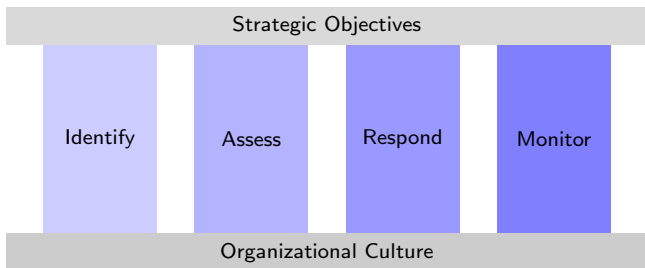 Strategic Objectives
Identify
Assess
Respond
Monitor
Organizational Culture